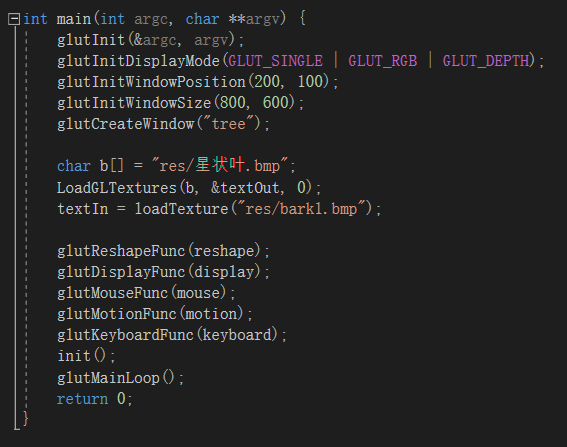 int main(int argc, char **argv) {
glutInit(&argc, argv);
glutInitDisplayMode(GLUT_SINGLE | GLUT_RGB | GLUT_DEPTH);
glutInitWindowPosition(200, 100);
glutInitWindowSize(800, 600);
glutCreateWindow("tree");
char b[] = "res/星状叶.bmp";
LoadGLTextures(b, &textOut, 0);
textIn = loadTexture("res/bark1.bmp");
glutReshapeFunc(reshape);
glutDisplayFunc(display);
glutMouseFunc(mouse);
glutMotionFunc(motion);
glutKeyboardFunc(keyboard);
init();
glutMainLoop();
return 0;
}